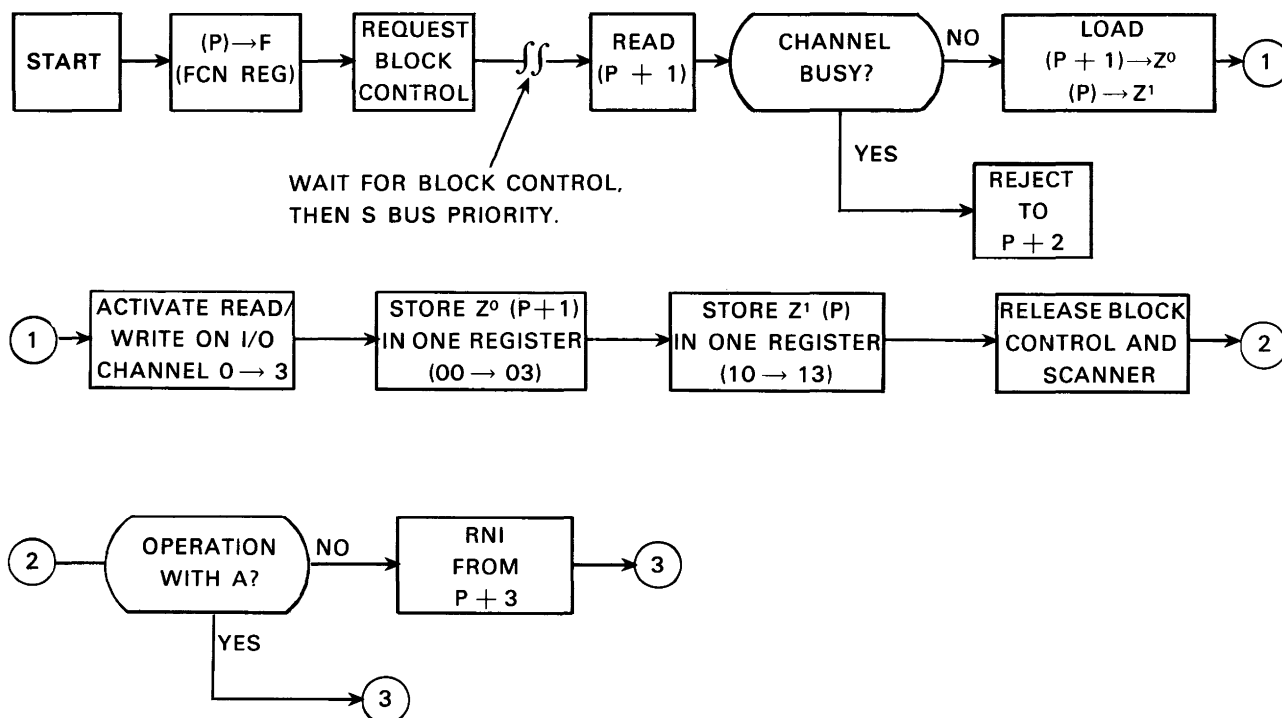 START
(P)→F
(FCN REG)
REQUEST
BLOCK
CONTROL
WAIT FOR BLOCK CONTROL,
THEN S BUS PRIORITY.
READ
(P + 1)
CHANNEL
BUSY?
NO
YES
LOAD
(P + 1)→Z⁰
(P)→Z¹
1
REJECT
TO
P + 2
1
ACTIVATE READ/
WRITE ON I/O
CHANNEL 0 → 3
STORE Z⁰ (P+1)
IN ONE REGISTER
(00 → 03)
STORE Z¹ (P)
IN ONE REGISTER
(10 → 13)
RELEASE BLOCK
CONTROL AND
SCANNER
2
2
OPERATION
WITH A?
NO
YES
RNI
FROM
P + 3
3
3